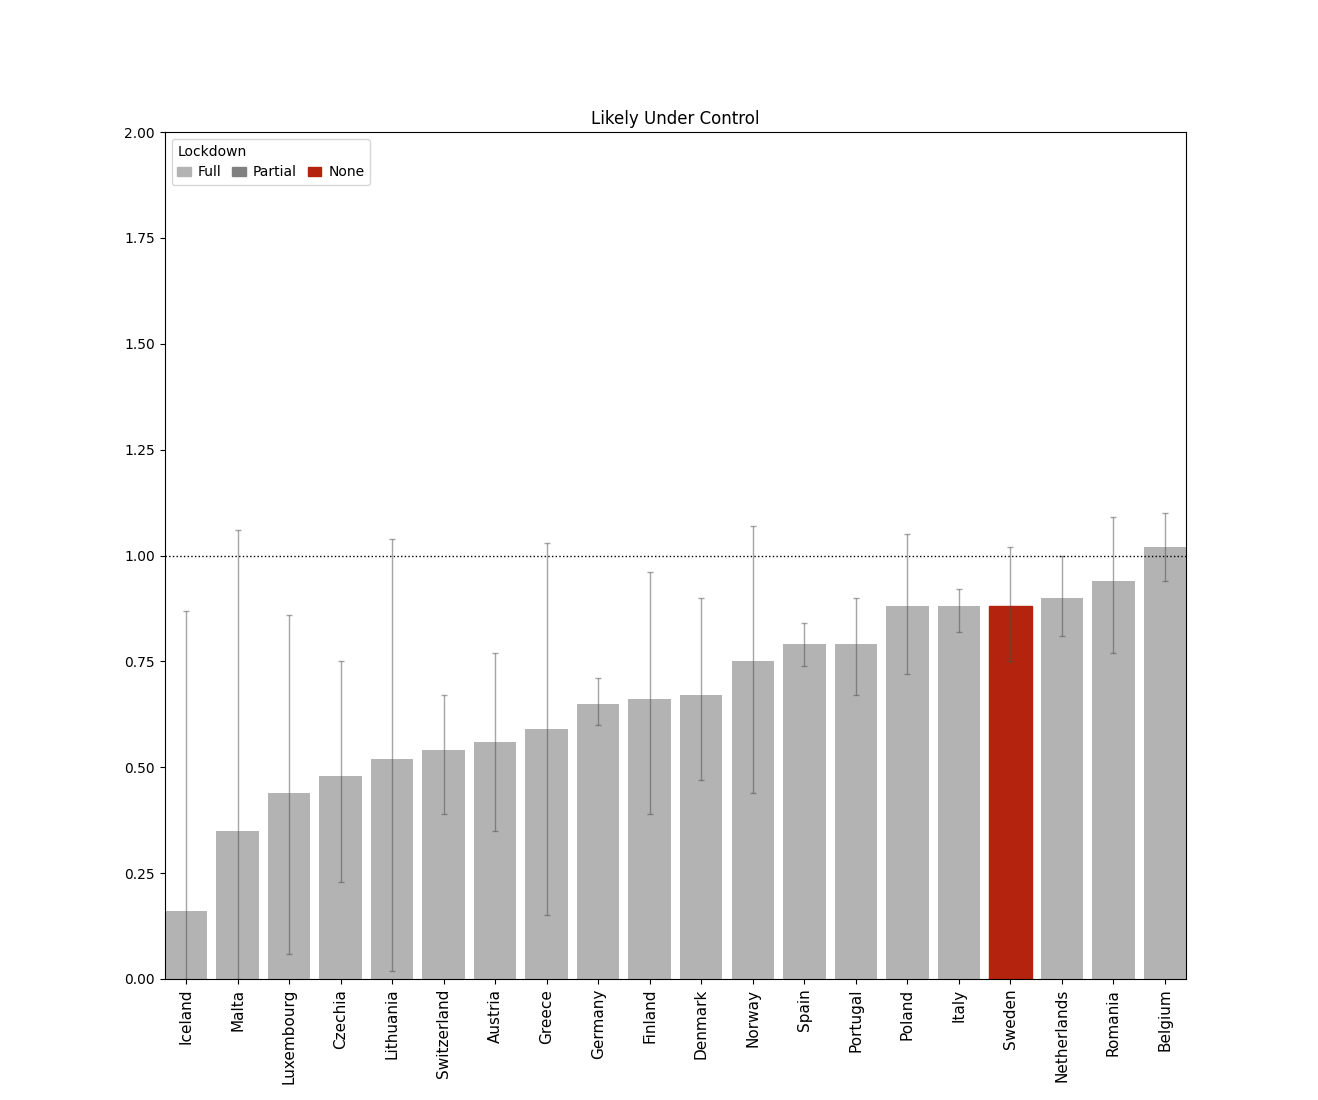 Likely Under Control
Lockdown
Full Partial None
2.00
1.75
1.50
1.25
1.00
0.75
0.50
0.25
0.00
Iceland
Malta
Luxembourg
Czechia
Lithuania
Switzerland
Austria
Greece
Germany
Finland
Denmark
Norway
Spain
Portugal
Poland
Italy
Sweden
Netherlands
Romania
Belgium